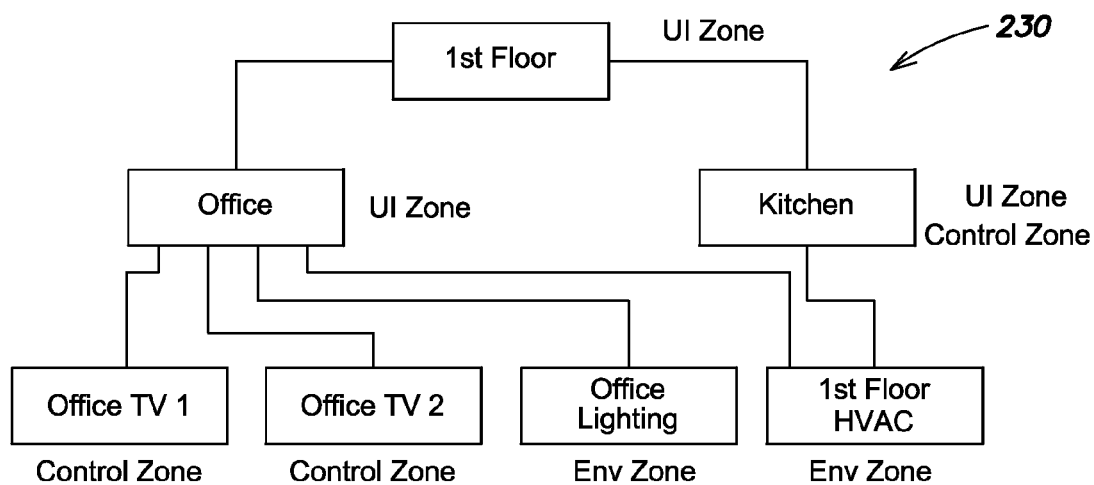 UI Zone
230
1st Floor
Office
UI Zone
Kitchen
UI Zone
Control Zone
Office TV 1
Office TV 2
Office
Lighting
1st Floor
HVAC
Control Zone
Control Zone
Env Zone
Env Zone